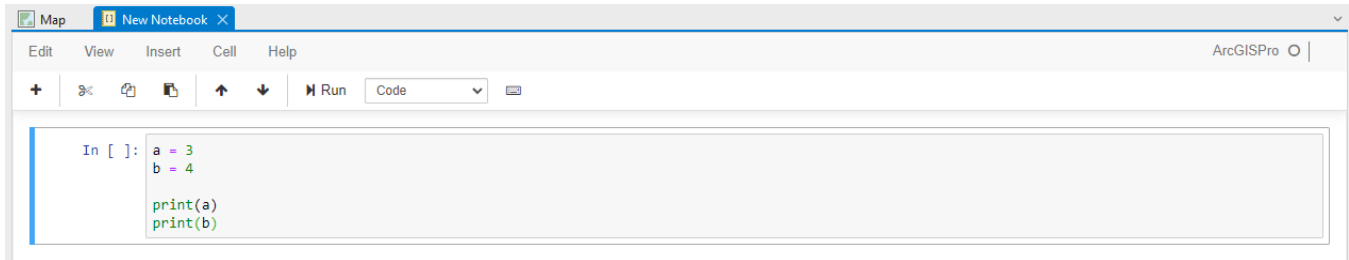 Map New Notebook
Edit View Insert Cell Help ArcGISPro
Run Code
In [ ]: a = 3
b = 4
print(a)
print(b)